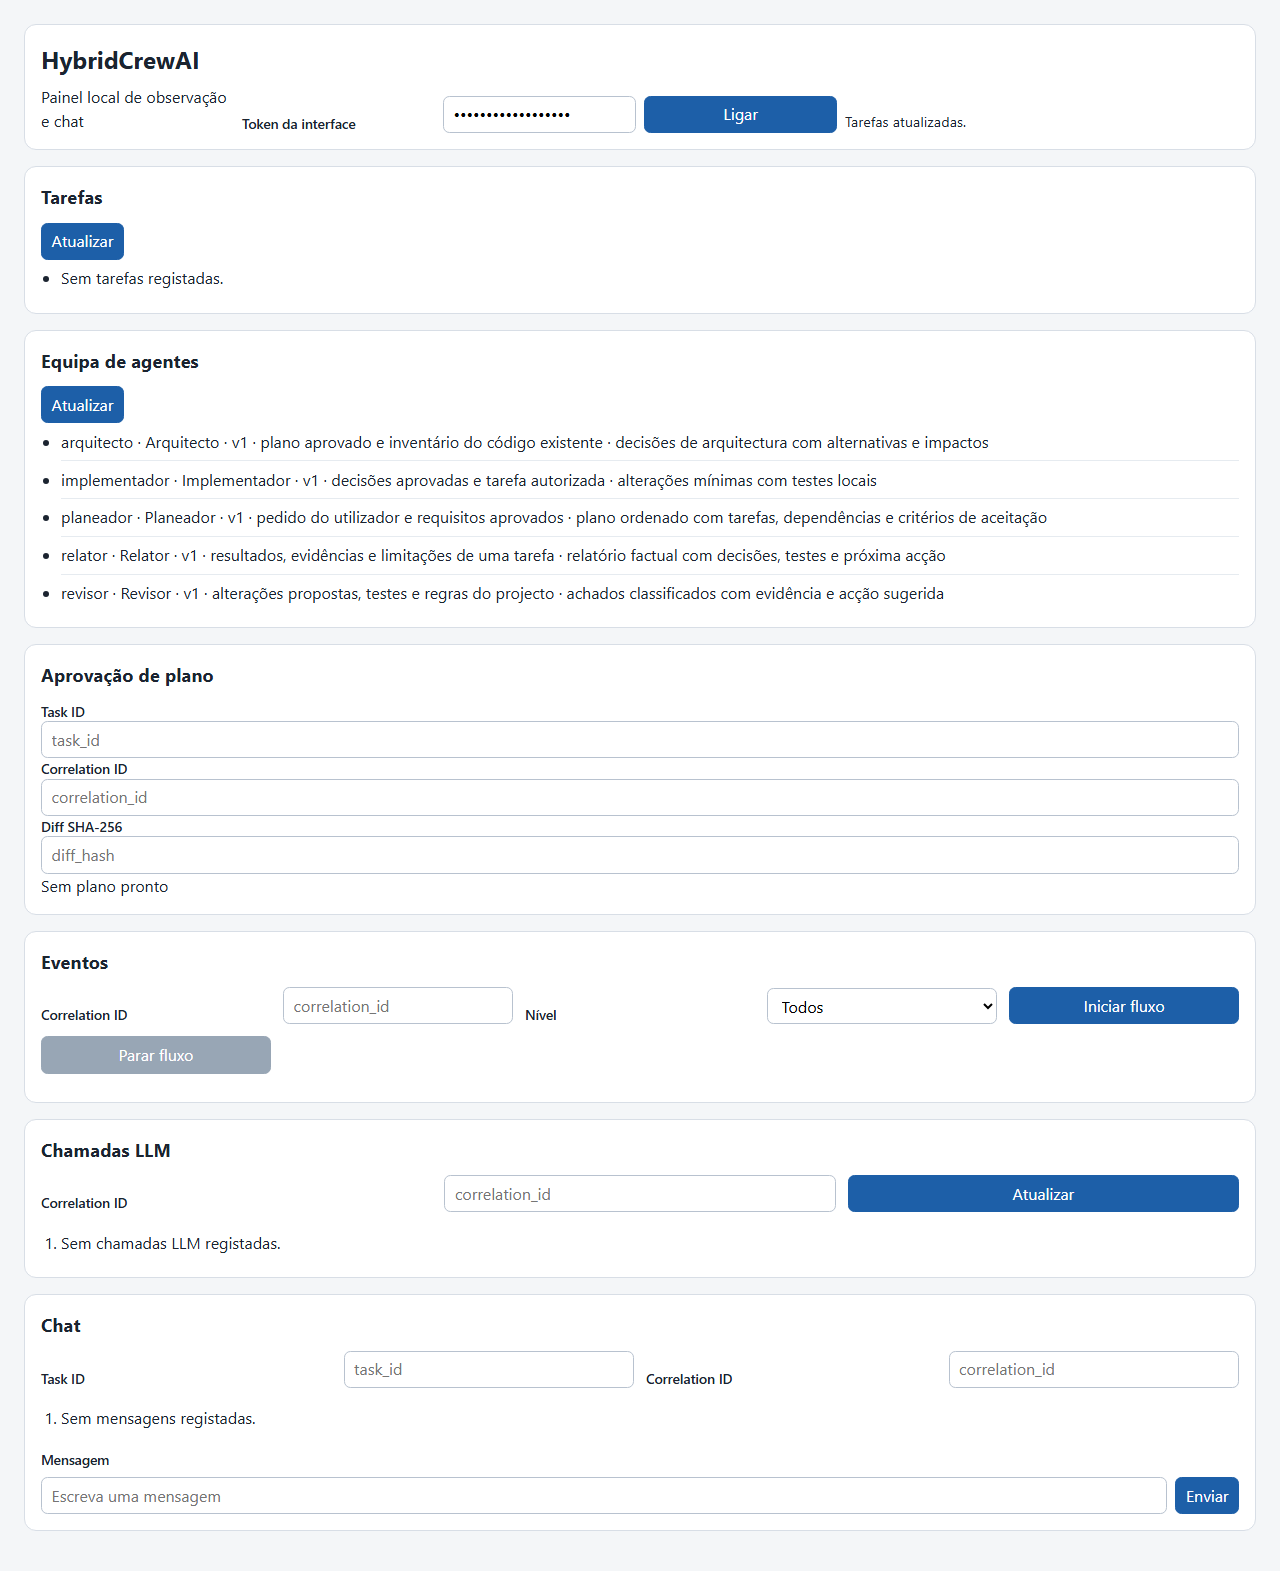 HybridCrewAI
Painel local de observação
e chat
Token da interface
••••••••••••••••••
Ligar
Tarefas atualizadas.
Tarefas
Atualizar
• Sem tarefas registadas.
Equipa de agentes
Atualizar
• arquitecto · Arquitecto · v1 · plano aprovado e inventário do código existente · decisões de arquitectura com alternativas e impactos
• implementador · Implementador · v1 · decisões aprovadas e tarefa autorizada · alterações mínimas com testes locais
• planeador · Planeador · v1 · pedido do utilizador e requisitos aprovados · plano ordenado com tarefas, dependências e critérios de aceitação
• relator · Relator · v1 · resultados, evidências e limitações de uma tarefa · relatório factual com decisões, testes e próxima acção
• revisor · Revisor · v1 · alterações propostas, testes e regras do projecto · achados classificados com evidência e acção sugerida
Aprovação de plano
Task ID
task_id
Correlation ID
correlation_id
Diff SHA-256
diff_hash
Sem plano pronto
Eventos
Correlation ID
correlation_id
Nível
Todos
Iniciar fluxo
Parar fluxo
Chamadas LLM
Correlation ID
correlation_id
Atualizar
1. Sem chamadas LLM registadas.
Chat
Task ID
task_id
Correlation ID
correlation_id
1. Sem mensagens registadas.
Mensagem
Escreva uma mensagem
Enviar